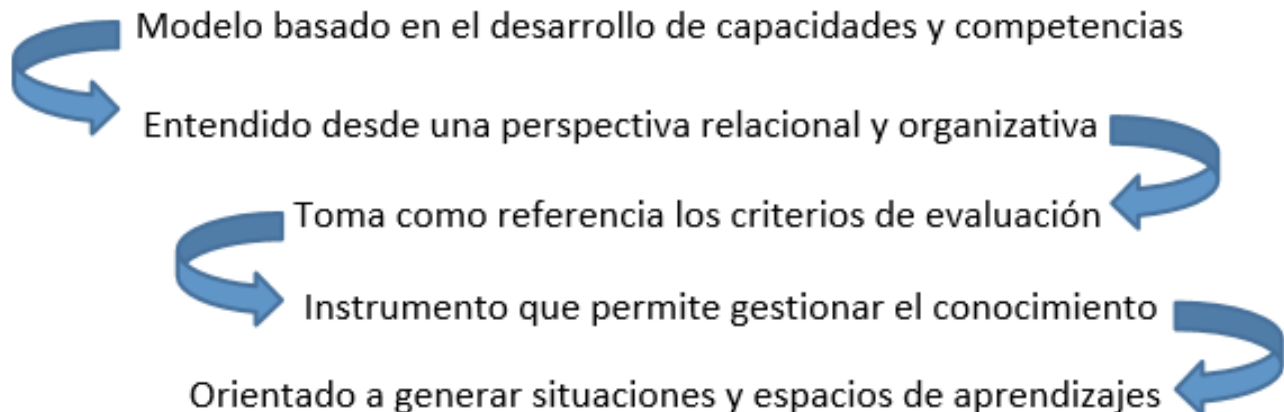 Modelo basado en el desarrollo de capacidades y competencias
Entendido desde una perspectiva relacional y organizativa
Toma como referencia los criterios de evaluación
Instrumento que permite gestionar el conocimiento
Orientado a generar situaciones y espacios de aprendizajes